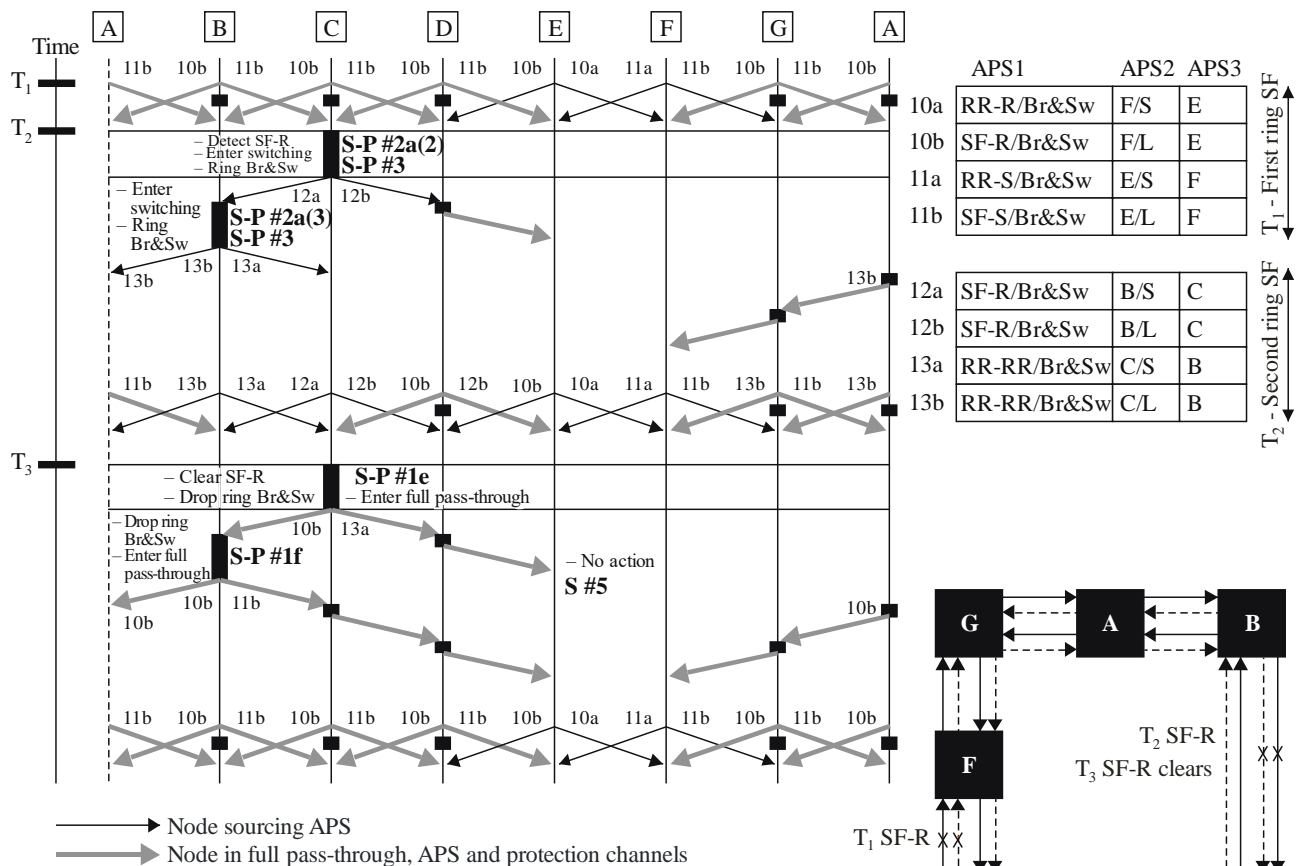 A B C D E F G A
Time
11b 10b 11b 10b 11b 10b 11b 10b 10a 11a 11b 10b 11b 10b
T1
T2
– Detect SF-R
– Enter switching
– Ring Br&Sw
S-P #2a(2)
S-P #3
12a 12b
– Enter
switching
– Ring
Br&Sw
S-P #2a(3)
S-P #3
13b 13b 13a
13b
11b 13b 13a 12a 12b 10b 12b 10b 10a 11a 11b 13b 11b 13b
T3
– Clear SF-R
– Drop ring Br&Sw
S-P #1e
– Enter full pass-through
10b 13a
– Drop ring
Br&Sw
– Enter full
pass-through
S-P #1f
10b 11b
10b
– No action
S #5
10b
11b 10b 11b 10b 11b 10b 11b 10b 10a 11a 11b 10b 11b 10b
Node sourcing APS
Node in full pass-through, APS and protection channels
APS1 APS2 APS3
10a RR-R/Br&Sw F/S E
10b SF-R/Br&Sw F/L E
11a RR-S/Br&Sw E/S F
11b SF-S/Br&Sw E/L F
T1 - First ring SF
12a SF-R/Br&Sw B/S C
12b SF-R/Br&Sw B/L C
13a RR-RR/Br&Sw C/S B
13b RR-RR/Br&Sw C/L B
T2 - Second ring SF
G A B
F
T2 SF-R
T3 SF-R clears
T1 SF-R